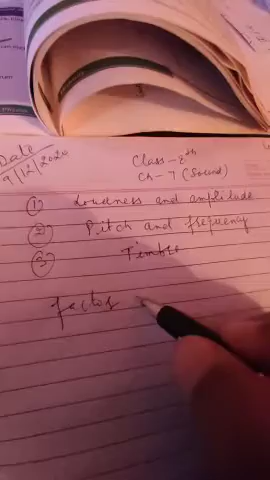 Date
9/12/2020
Class - 8th
Ch - 7 (Sound)
① Loudness and amplitude
② Pitch and frequency
③ Timbre
factos